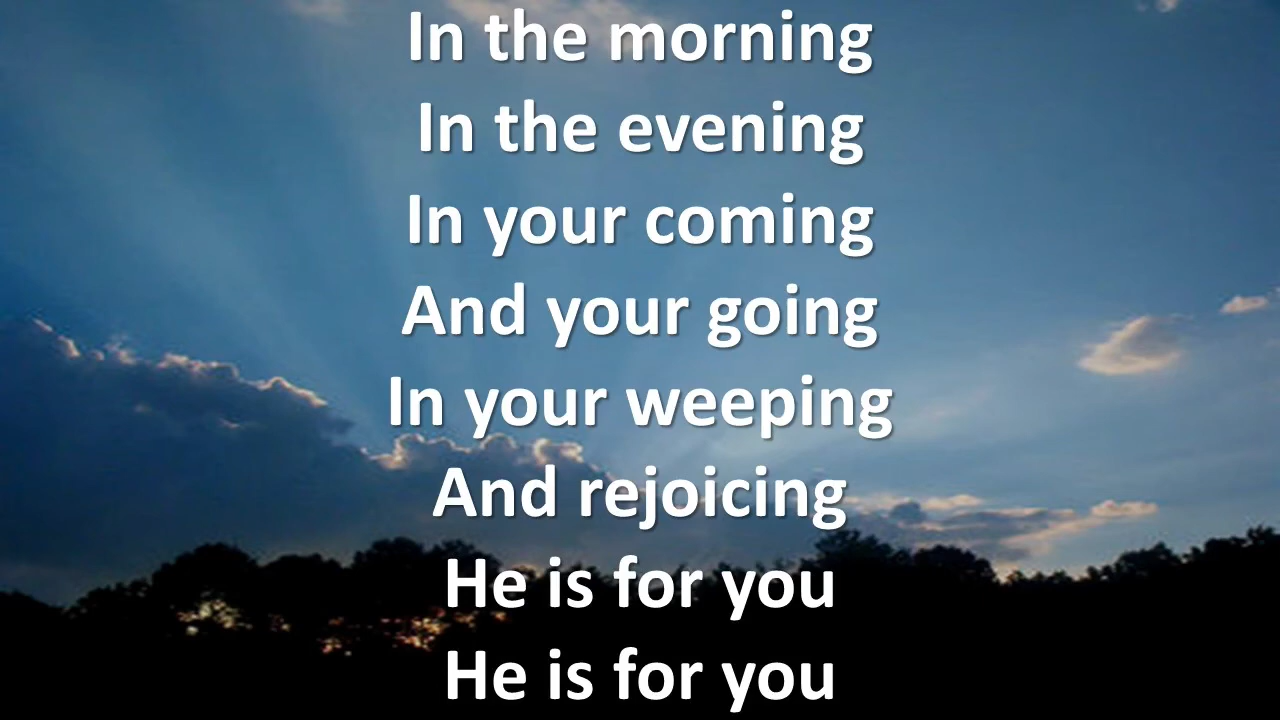 In the morning
In the evening
In your coming
And your going
In your weeping
And rejoicing
He is for you
He is for you